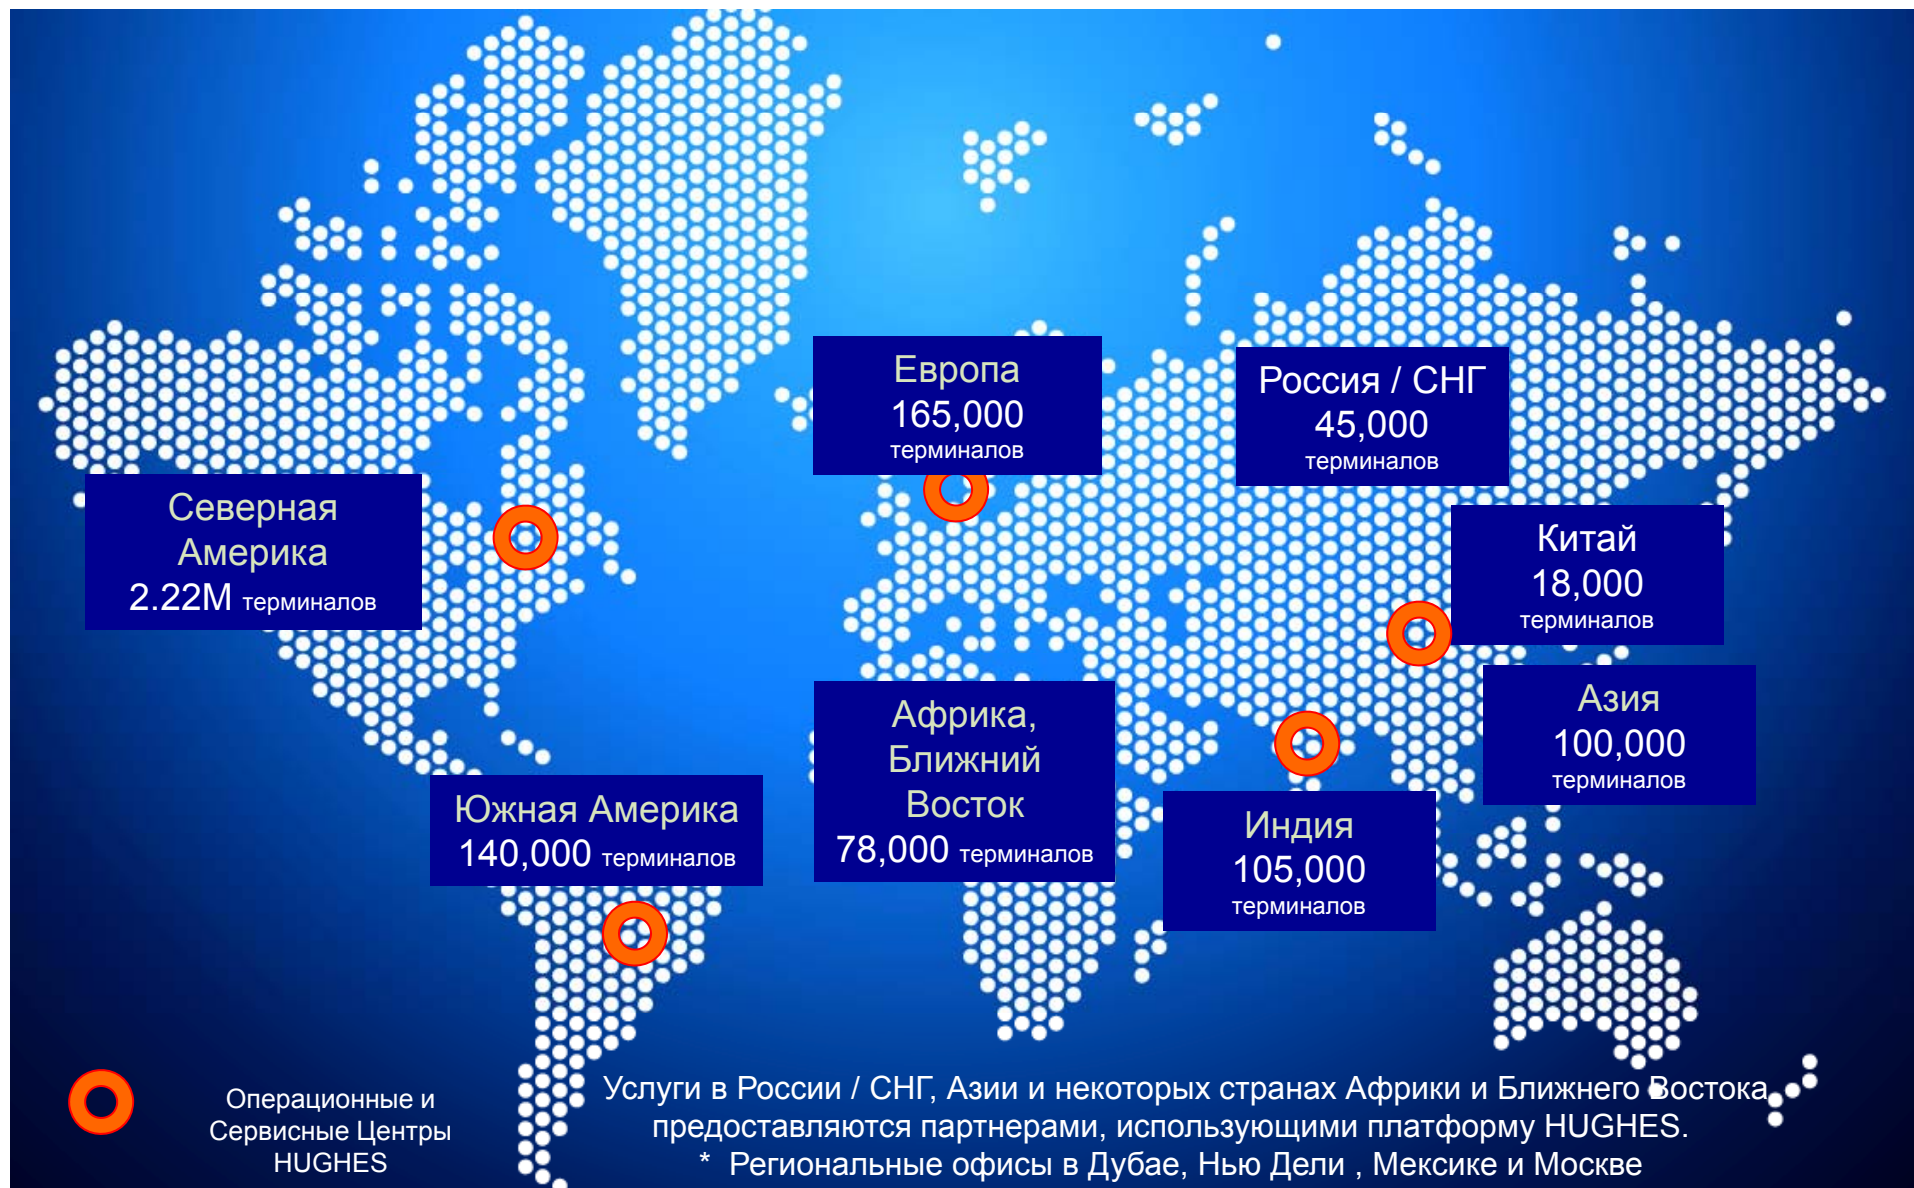 Европа
165,000
терминалов
Россия / СНГ
45,000
терминалов
Северная
Америка
2.22M терминалов
Китай
18,000
терминалов
Азия
100,000
терминалов
Африка,
Ближний
Восток
78,000 терминалов
Южная Америка
140,000 терминалов
Индия
105,000
терминалов
Операционные и
Сервисные Центры
HUGHES
Услуги в России / СНГ, Азии и некоторых странах Африки и Ближнего Востока
предоставляются партнерами, использующими платформу HUGHES.
* Региональные офисы в Дубае, Нью Дели , Мексике и Москве